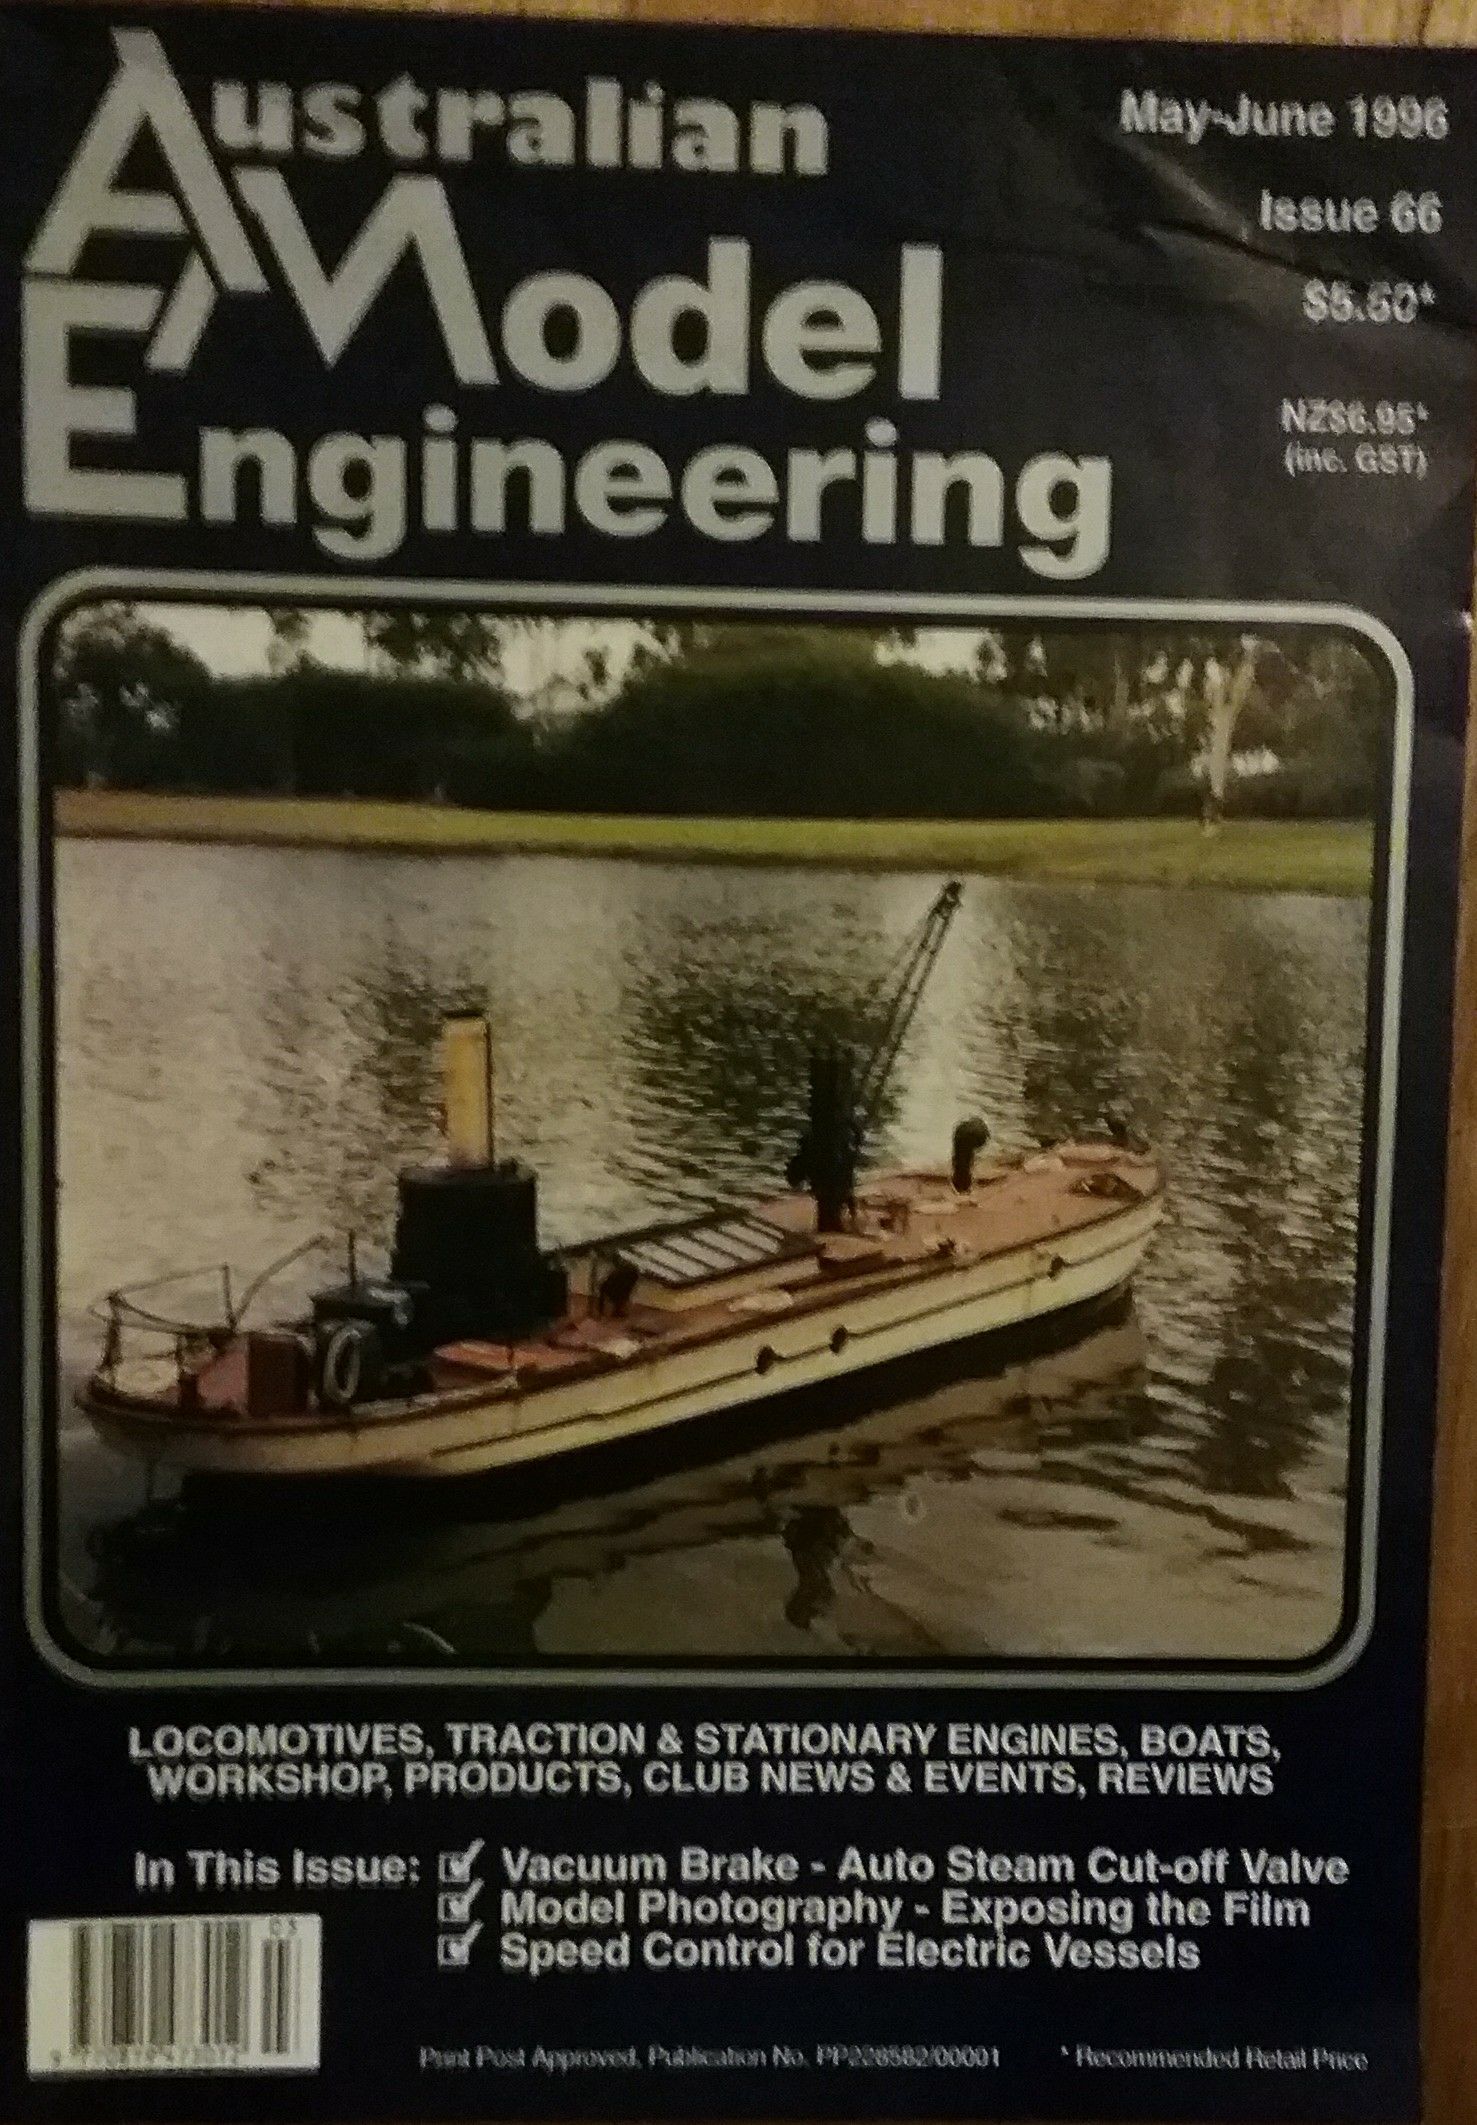 Australian
Model
Engineering
May-June 1996
Issue 66
$5.50*
NZ$6.95*
(inc. GST)
LOCOMOTIVES, TRACTION & STATIONARY ENGINES, BOATS,
WORKSHOP, PRODUCTS, CLUB NEWS & EVENTS, REVIEWS
In This Issue: Vacuum Brake - Auto Steam Cut-off Valve
Model Photography - Exposing the Film
Speed Control for Electric Vessels
Print Post Approved, Publication No. PP228582/00001
* Recommended Retail Price